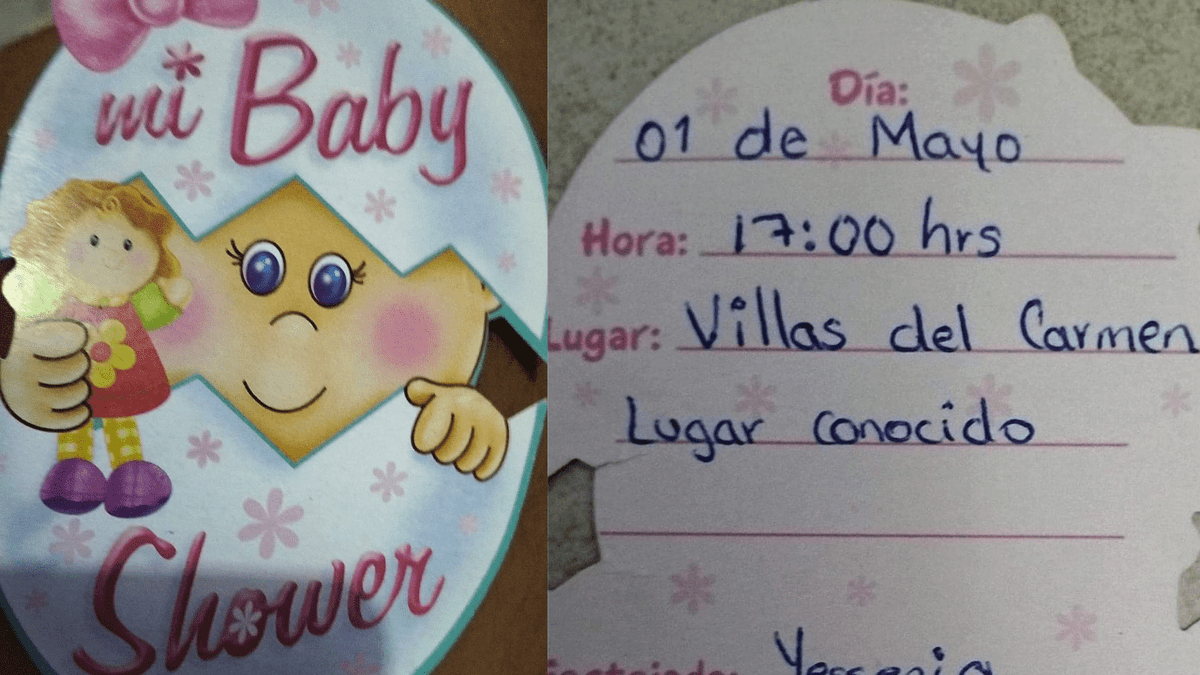 mi Baby
Shower
Día:
01 de Mayo
Hora: 17:00 hrs
Lugar: Villas del Carmen
Lugar conocido